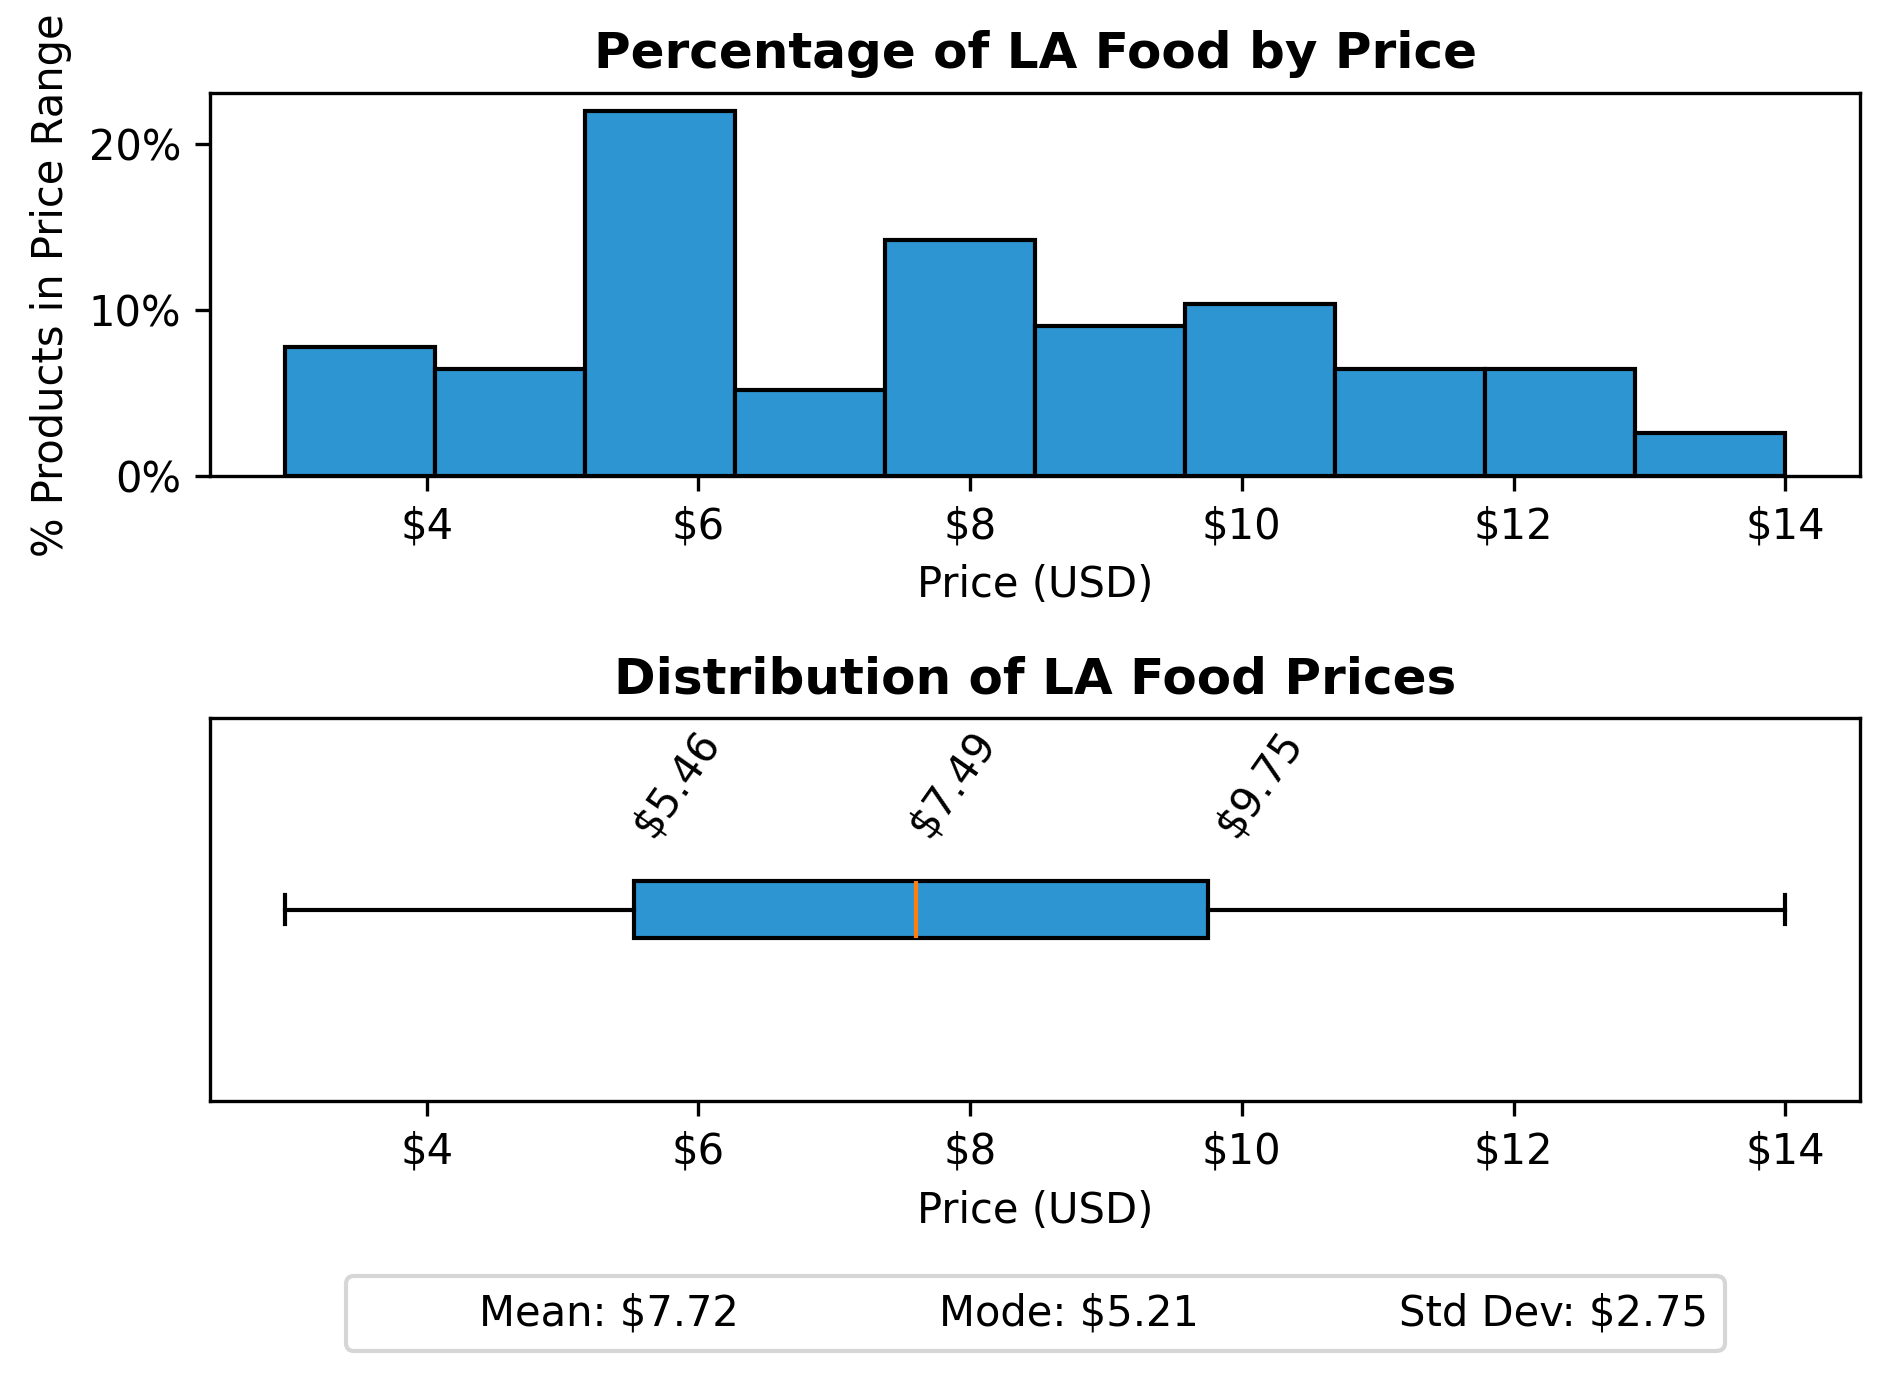 Percentage of LA Food by Price
% Products in Price Range
20%
10%
0%
$4 $6 $8 $10 $12 $14
Price (USD)
Distribution of LA Food Prices
$5.46 $7.49 $9.75
$4 $6 $8 $10 $12 $14
Price (USD)
Mean: $7.72 Mode: $5.21 Std Dev: $2.75